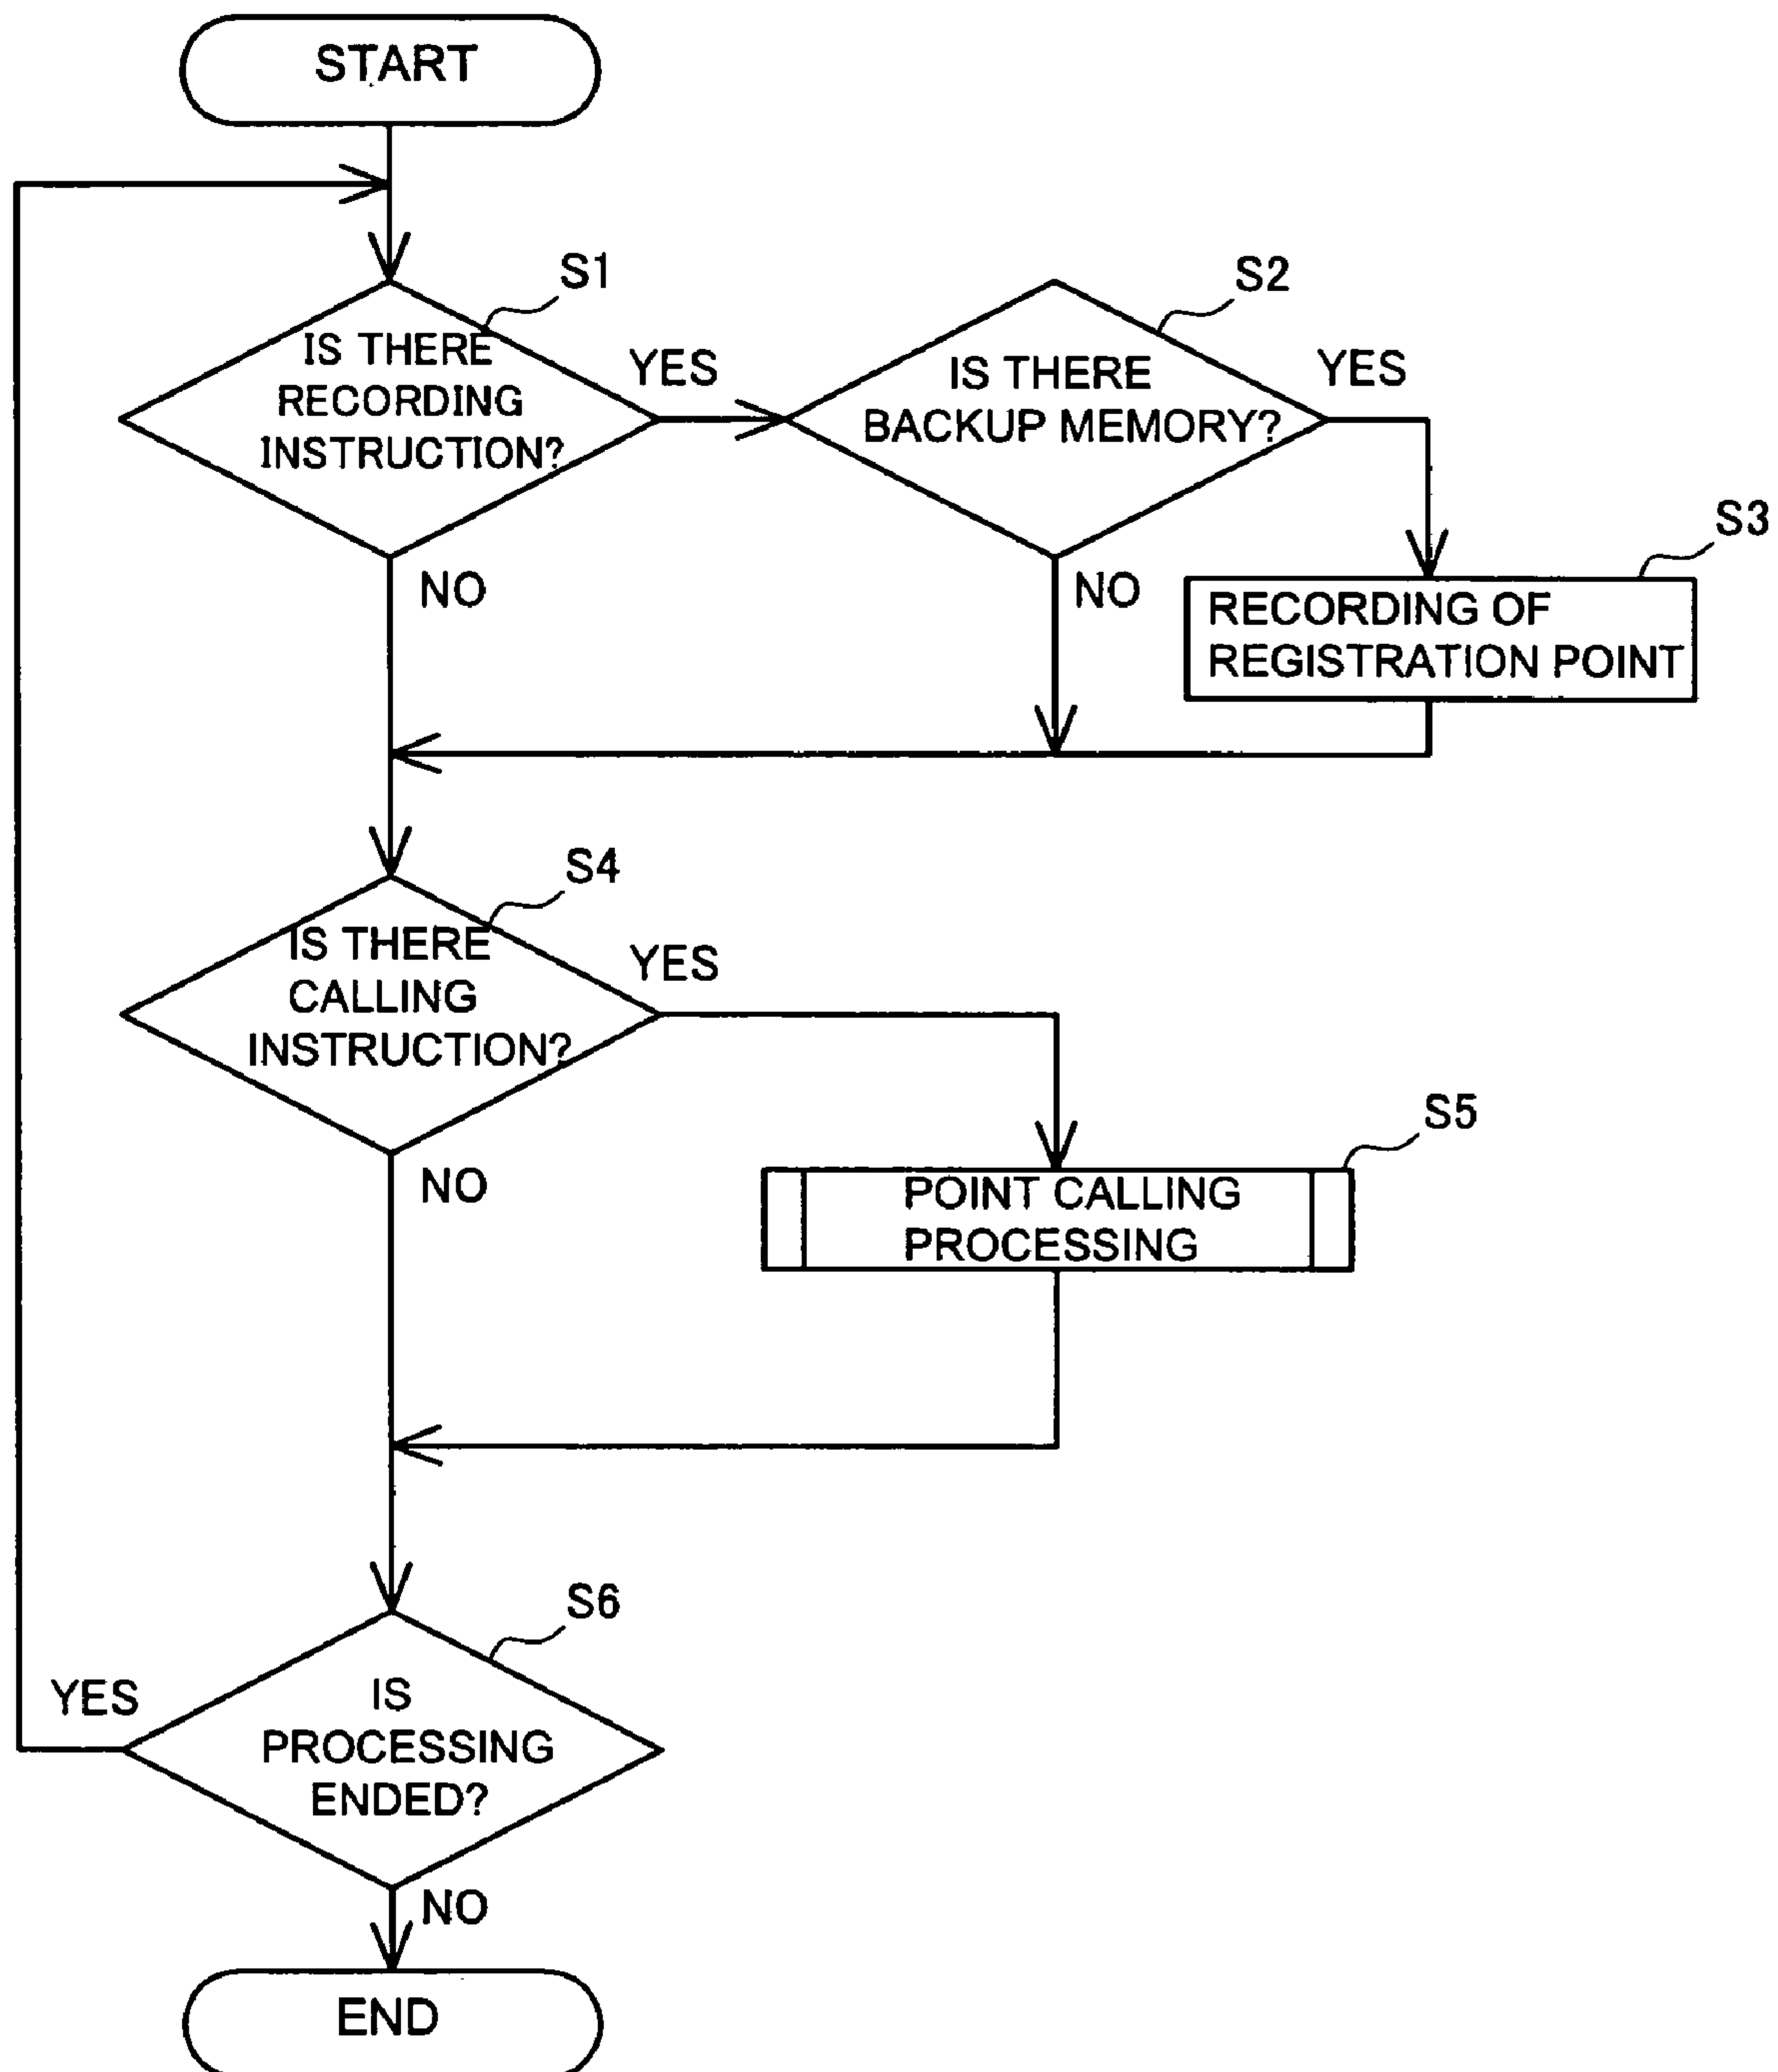 START
S1
IS THERE
RECORDING
INSTRUCTION?
YES
NO
S2
IS THERE
BACKUP MEMORY?
YES
NO
S3
RECORDING OF
REGISTRATION POINT
S4
IS THERE
CALLING
INSTRUCTION?
YES
NO
S5
POINT CALLING
PROCESSING
S6
IS
PROCESSING
ENDED?
YES
NO
END